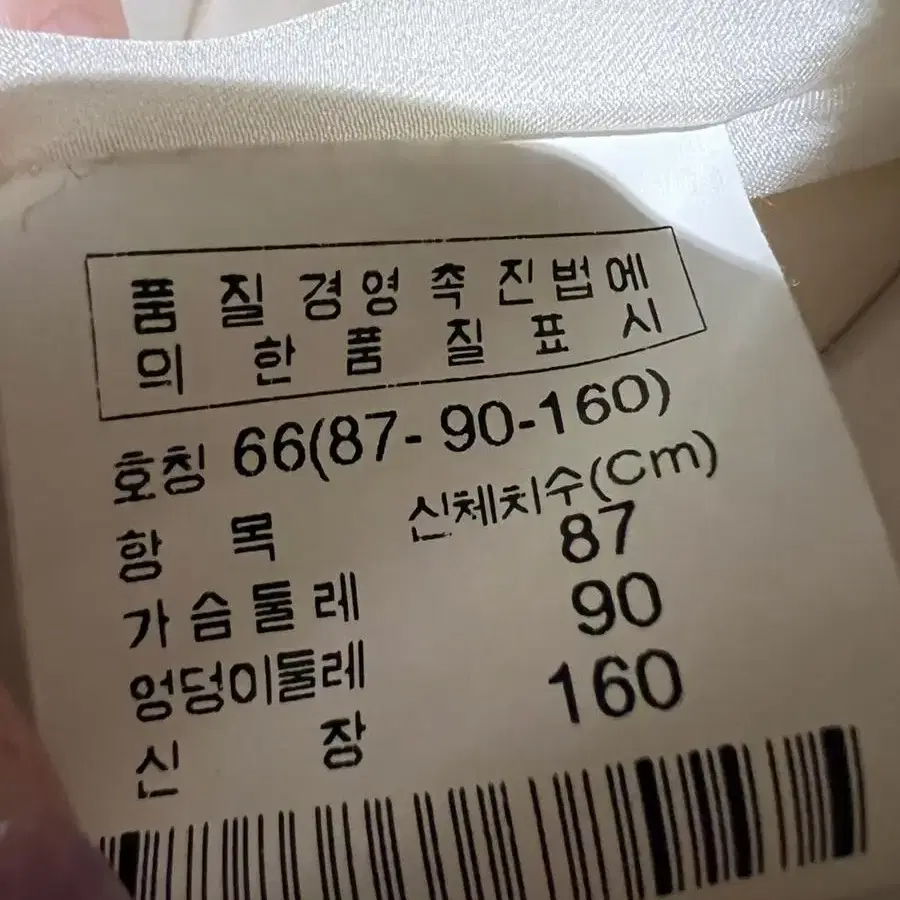 품 질 경영 촉 진법에
의 한 품 질 표 시
호칭 66(87- 90-160)
항 목 신체치수(Cm)
가슴둘레 87
엉덩이둘레 90
신 장 160